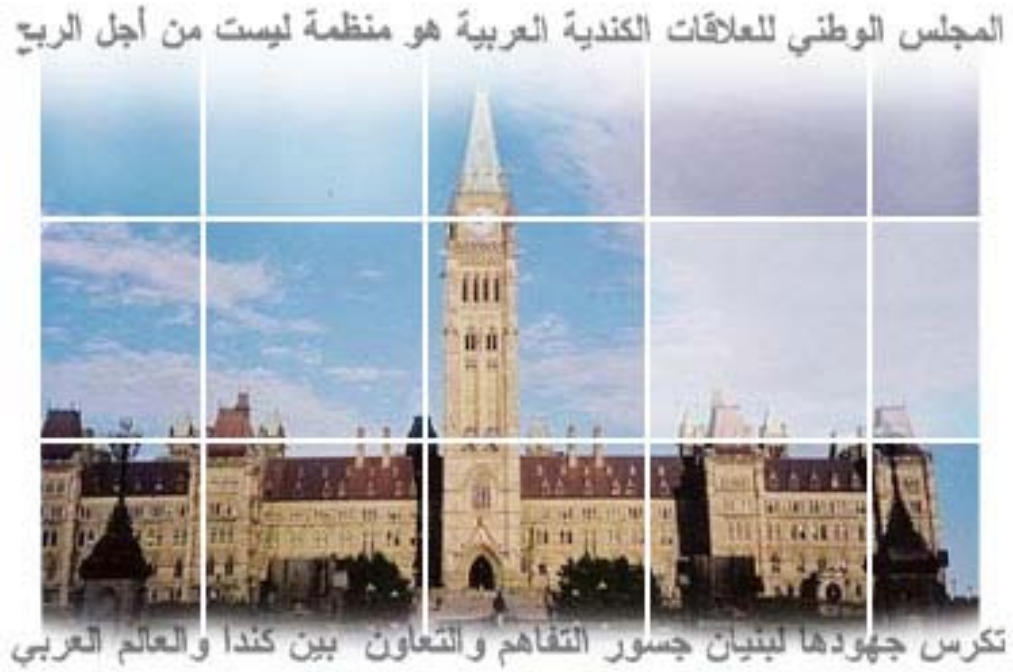 المجلس الوطني للعلاقات الكندية العربية هو منظمة ليست من أجل الربح
تكرس جهودها لبنيان جسور التفاهم والتعاون بين كندا والعالم العربي